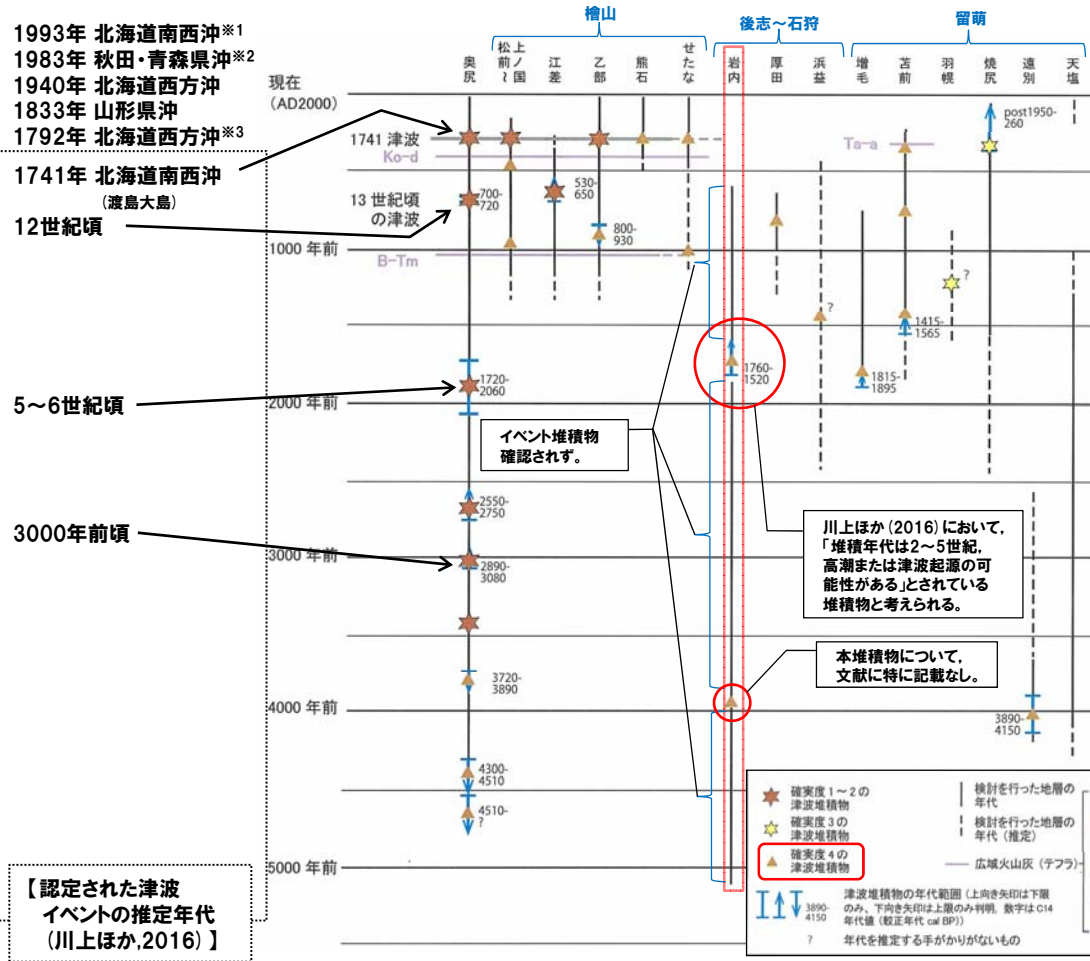 1993年 北海道南西沖※1
1983年 秋田・青森県沖※2
1940年 北海道西方沖
1833年 山形県沖
1792年 北海道西方沖※3
1741年 北海道南西沖
(渡島大島)
12世紀頃
5～6世紀頃
3000年前頃
【認定された津波
イベントの推定年代
(川上ほか,2016)】
檜山
後志～石狩
留萌
奥尻
上ノ国
松前～
江差
乙部
熊石
せたな
岩内
厚田
浜益
増毛
苫前
羽幌
焼尻
遠別
天塩
現在
(AD2000)
1741 津波
Ko-d
13 世紀頃
の津波
1000 年前
B-Tm
2000 年前
3000 年前
4000 年前
5000 年前
700-
720
530-
650
800-
930
1720-
2060
2550-
2750
2890-
3080
3720-
3890
4300-
4510
4510-
?
1760-
1520
?
1815-
1895
Ta-a
1415-
1565
?
post1950-
260
3890-
4150
イベント堆積物
確認されず。
川上ほか(2016)において,
「堆積年代は2～5世紀,
高潮または津波起源の可
能性がある」とされている
堆積物と考えられる。
本堆積物について,
文献に特に記載なし。
確実度1～2の
津波堆積物
確実度3の
津波堆積物
確実度4の
津波堆積物
検討を行った地層の
年代
検討を行った地層の
年代(推定)
広域火山灰(テフラ)
3890-
4150
津波堆積物の年代範囲(上向き矢印は下限
のみ、下向き矢印は上限のみ判明, 数字はC14
年代値(較正年代 cal BP))
? 年代を推定する手がかりがないもの